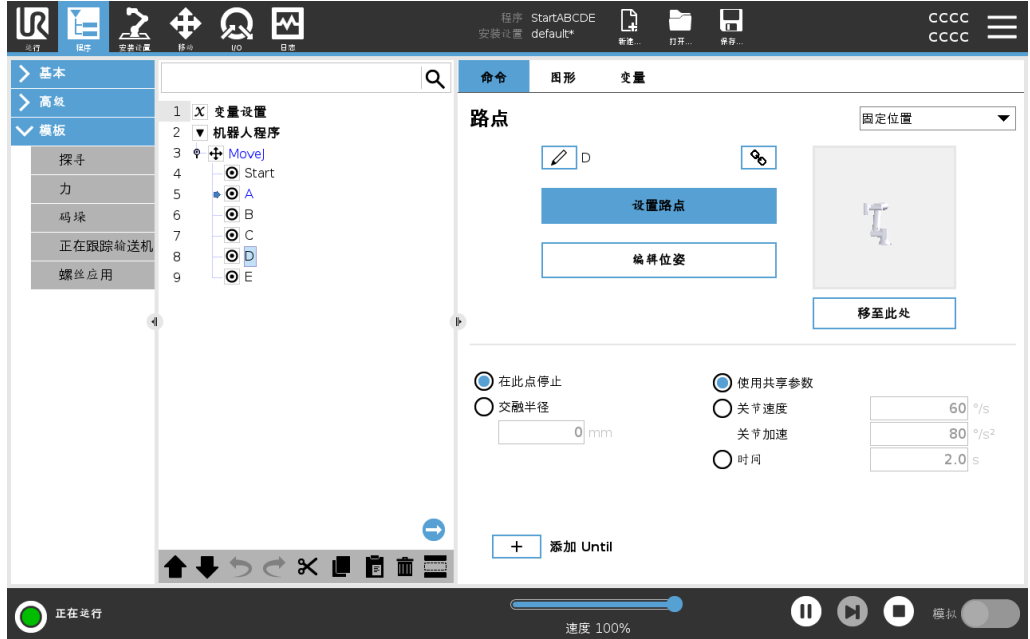 UR
运行
程序
安装设置
移动
I/O
日志
程序 StartABCDE
安装设置 default*
新建...
打开...
保存...
CCCC
CCCC
基本
高级
模板
探寻
力
码垛
正在跟踪输送机
螺丝应用
1 X 变量设置
2 机器人程序
3 MoveJ
4 Start
5 A
6 B
7 C
8 D
9 E
命令 图形 变量
路点
固定位置
D
设置路点
编辑位姿
移至此处
在此点停止
交融半径
0 mm
使用共享参数
关节速度 60 °/s
关节加速 80 °/s²
时间 2.0 s
+ 添加 Until
正在运行
速度 100%
模拟